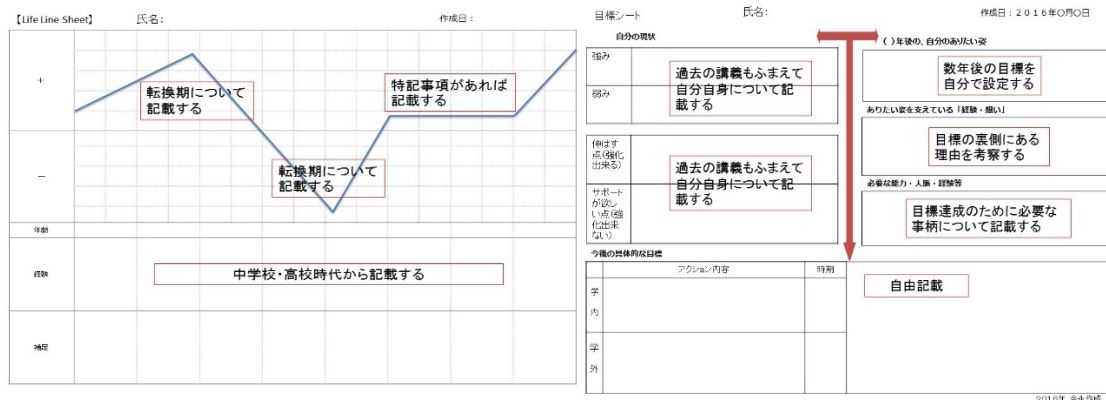 【Life Line Sheet】 氏名： 作成日：
＋
転換期について
記載する
特記事項があれば
記載する
－
転換期について
記載する
年齢
経験
中学校・高校時代から記載する
補足
目標シート 氏名： 作成日：２０１６年○月○日
自分の現状
強み
弱み
過去の講義もふまえて
自分自身について記
載する
伸ばす
点(強化
出来る)
サポート
が欲し
い点(強
化出来
ない)
過去の講義もふまえて
自分自身について記
載する
( )年後の、自分のありたい姿
数年後の目標を
自分で設定する
ありたい姿を支えている「経験・想い」
目標の裏側にある
理由を考察する
必要な能力・人脈・経験等
目標達成のために必要な
事柄について記載する
今後の具体的な目標
アクション内容 時期
学
内
学
外
自由記載
2016年 金永作成